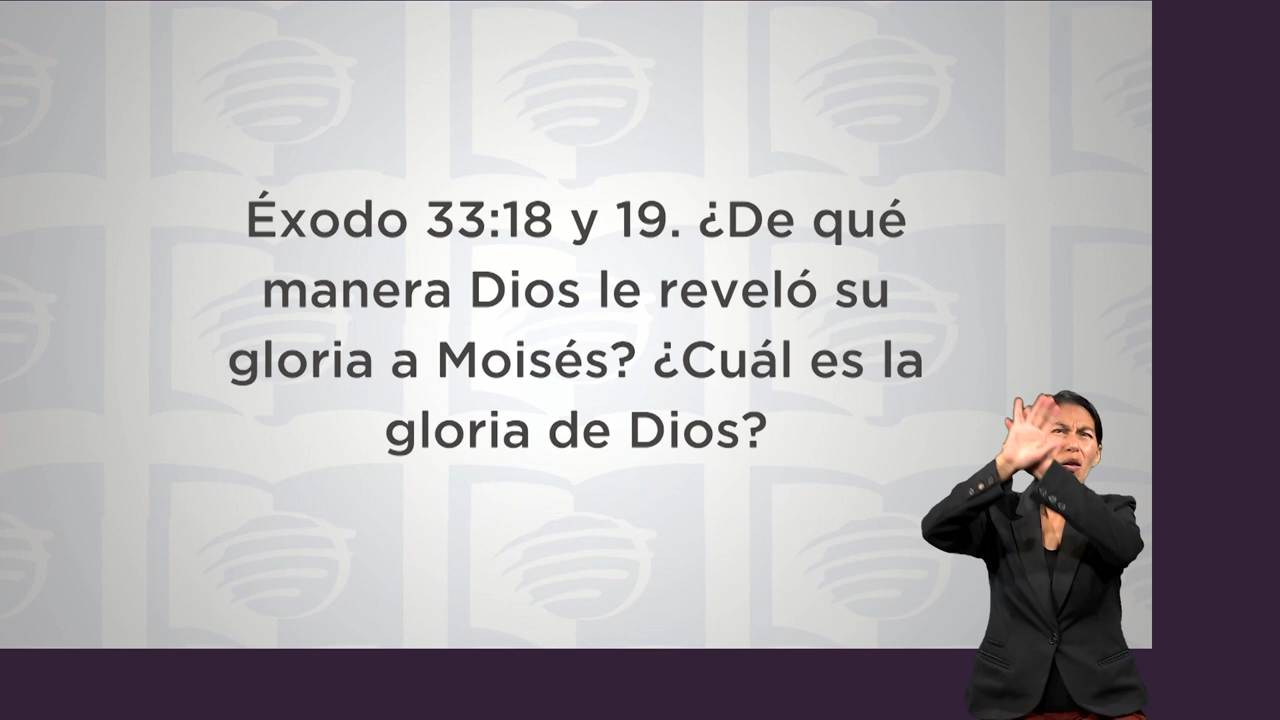 Éxodo 33:18 y 19. ¿De qué
manera Dios le reveló su
gloria a Moisés? ¿Cuál es la
gloria de Dios?